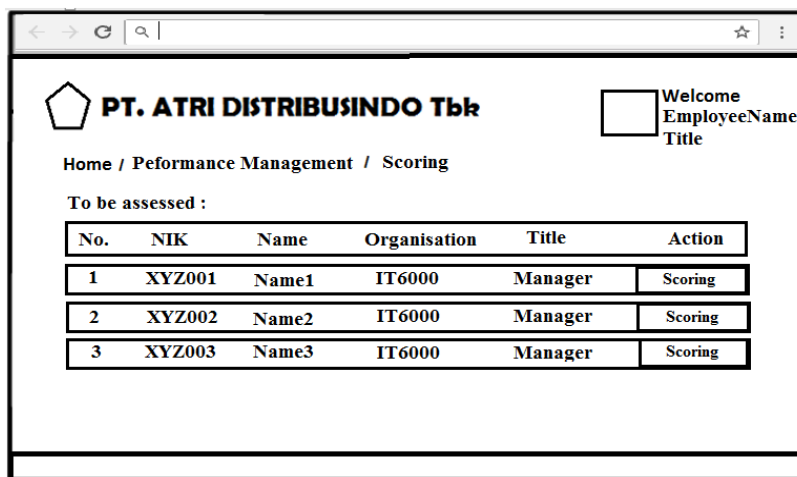 PT. ATRI DISTRIBUSINDO Tbk
Welcome
EmployeeName
Title
Home / Peformance Management / Scoring
To be assessed :
No. NIK Name Organisation Title Action
1 XYZ001 Name1 IT6000 Manager Scoring
2 XYZ002 Name2 IT6000 Manager Scoring
3 XYZ003 Name3 IT6000 Manager Scoring